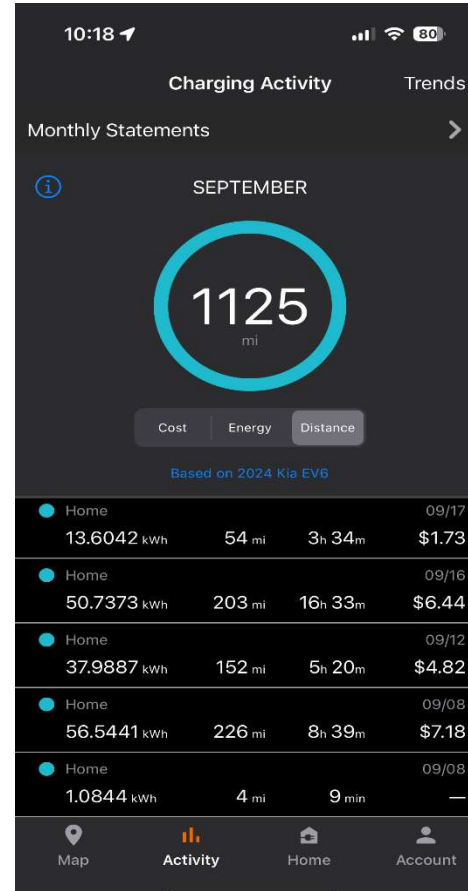 10:18 80
Charging Activity Trends
Monthly Statements
SEPTEMBER
1125
mi
Cost Energy Distance
Based on 2024 Kia EV6
Home 09/17
13.6042 kWh 54 mi 3h 34m $1.73
Home 09/16
50.7373 kWh 203 mi 16h 33m $6.44
Home 09/12
37.9887 kWh 152 mi 5h 20m $4.82
Home 09/08
56.5441 kWh 226 mi 8h 39m $7.18
Home 09/08
1.0844 kWh 4 mi 9 min —
Map Activity Home Account